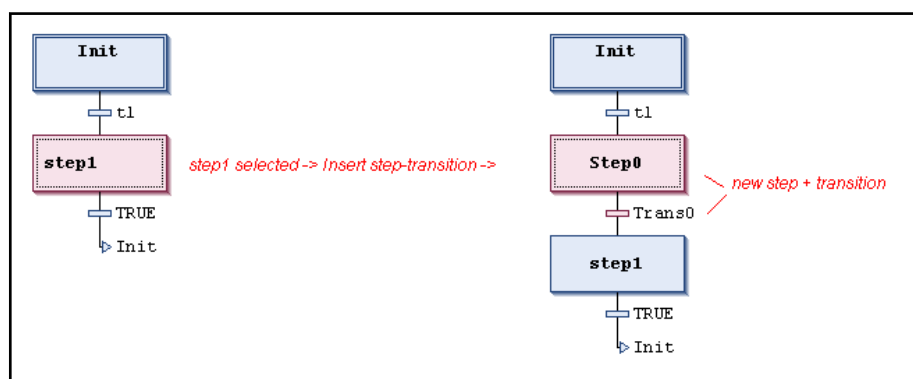 Init
t1
step1
TRUE
Init
step1 selected -> Insert step-transition ->
Init
t1
Step0
Trans0
step1
TRUE
Init
new step + transition